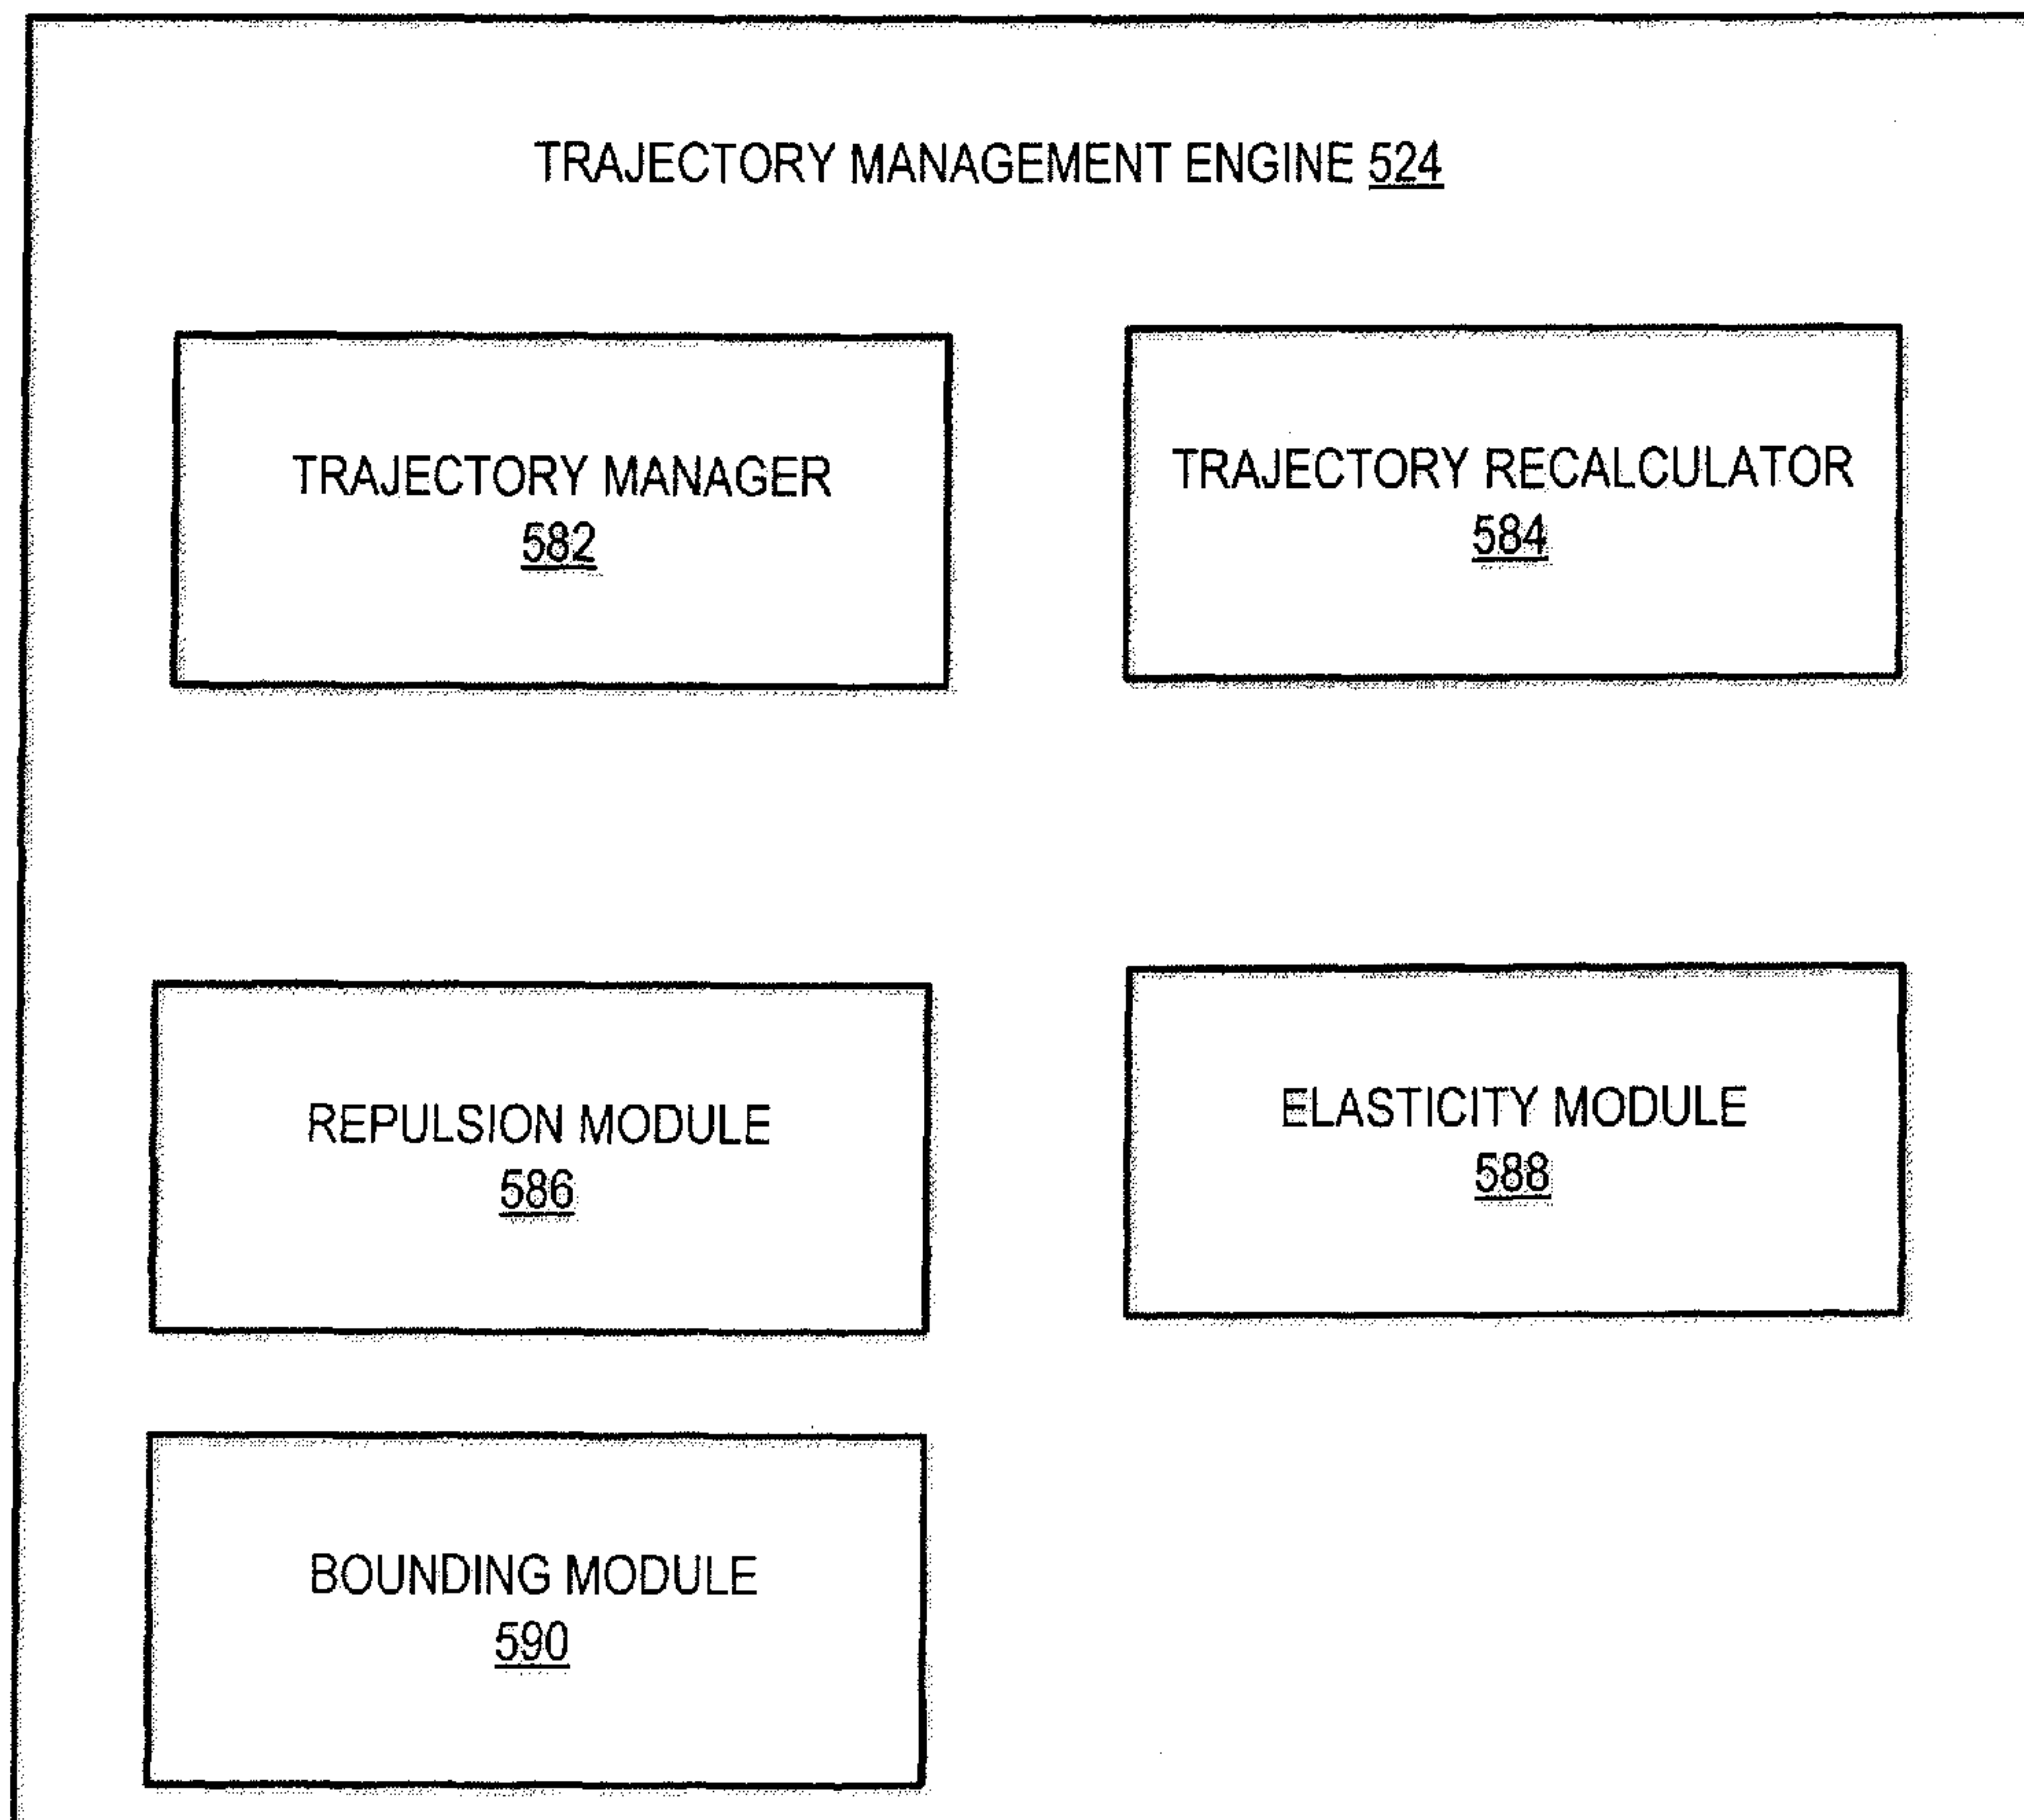 TRAJECTORY MANAGEMENT ENGINE 524
TRAJECTORY MANAGER
582
TRAJECTORY RECALCULATOR
584
REPULSION MODULE
586
ELASTICITY MODULE
588
BOUNDING MODULE
590